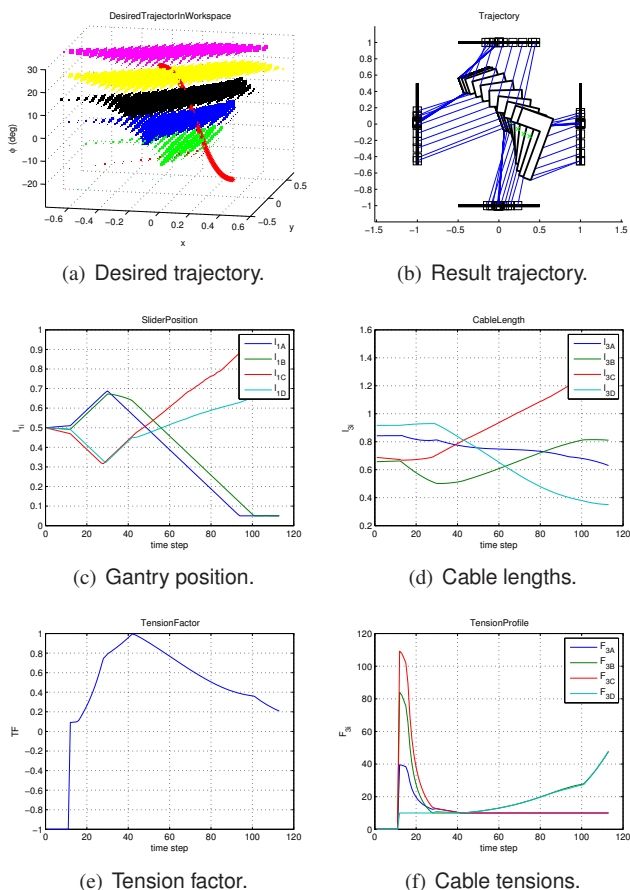 DesiredTrajectorInWorkspace
30
20
10
0
−10
−20
ϕ (deg)
−0.6
−0.4
−0.2
0
0.2
0.4
0.6
x
−0.5
0
0.5
y
(a) Desired trajectory.
Trajectory
1
0.8
0.6
0.4
0.2
0
−0.2
−0.4
−0.6
−0.8
−1
−1.5 −1 −0.5 0 0.5 1 1.5
(b) Result trajectory.
SliderPosition
1
0.9
0.8
0.7
0.6
0.5
0.4
0.3
0.2
0.1
0
l1i
0 20 40 60 80 100 120
time step
l1A
l1B
l1C
l1D
(c) Gantry position.
CableLength
1.6
1.4
1.2
1
0.8
0.6
0.4
0.2
l3i
0 20 40 60 80 100 120
time step
l3A
l3B
l3C
l3D
(d) Cable lengths.
TensionFactor
1
0.8
0.6
0.4
0.2
0
−0.2
−0.4
−0.6
−0.8
−1
TF
0 20 40 60 80 100 120
time step
(e) Tension factor.
TensionProfile
120
100
80
60
40
20
0
F3i
0 20 40 60 80 100 120
time step
F3A
F3B
F3C
F3D
(f) Cable tensions.